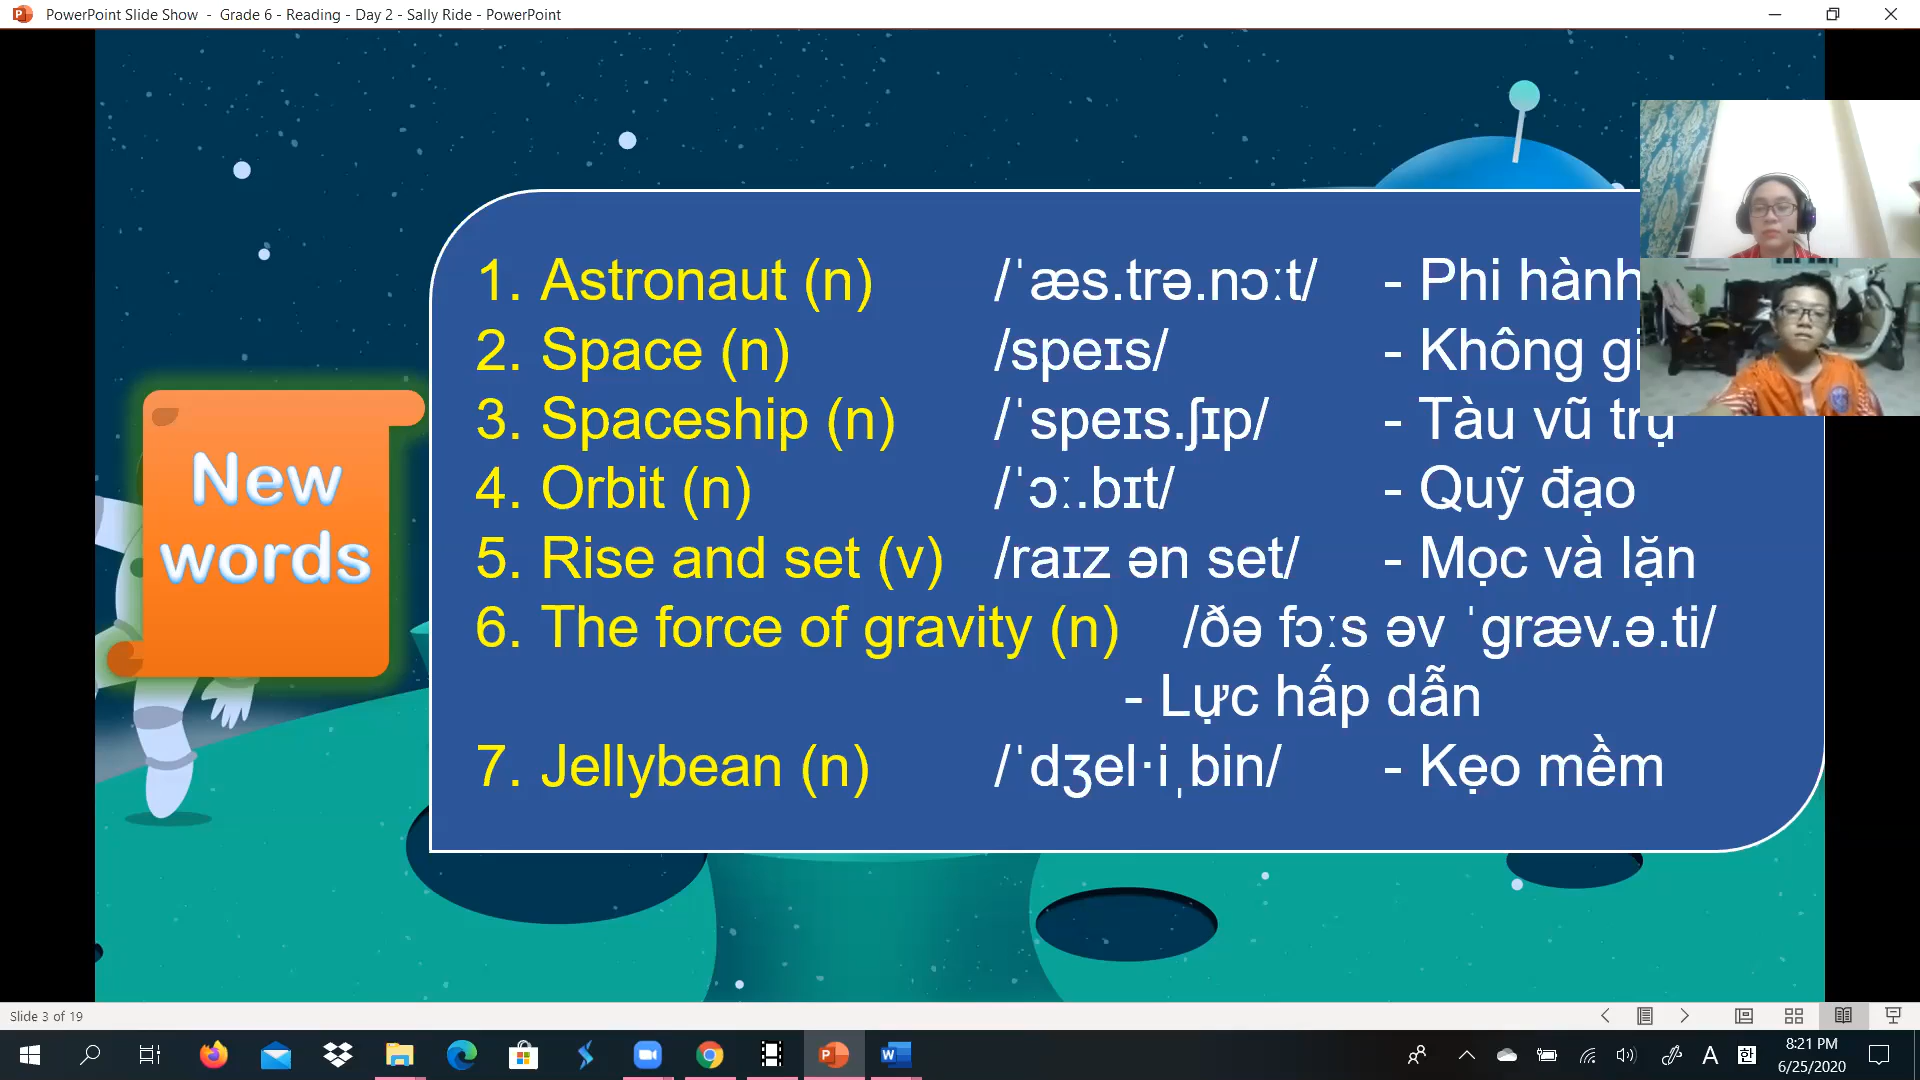 PowerPoint Slide Show - Grade 6 - Reading - Day 2 - Sally Ride - PowerPoint
New
words
1. Astronaut (n) /ˈæs.trə.nɔːt/ - Phi hành
2. Space (n) /speɪs/ - Không
3. Spaceship (n) /ˈspeɪs.ʃɪp/ - Tàu vũ trụ
4. Orbit (n) /ˈɔː.bɪt/ - Quỹ đạo
5. Rise and set (v) /raɪz ən set/ - Mọc và lặn
6. The force of gravity (n) /ðə fɔːs əv ˈɡræv.ə.ti/
- Lực hấp dẫn
7. Jellybean (n) /ˈdʒel·iˌbin/ - Kẹo mềm
Slide 3 of 19
8:21 PM
6/25/2020